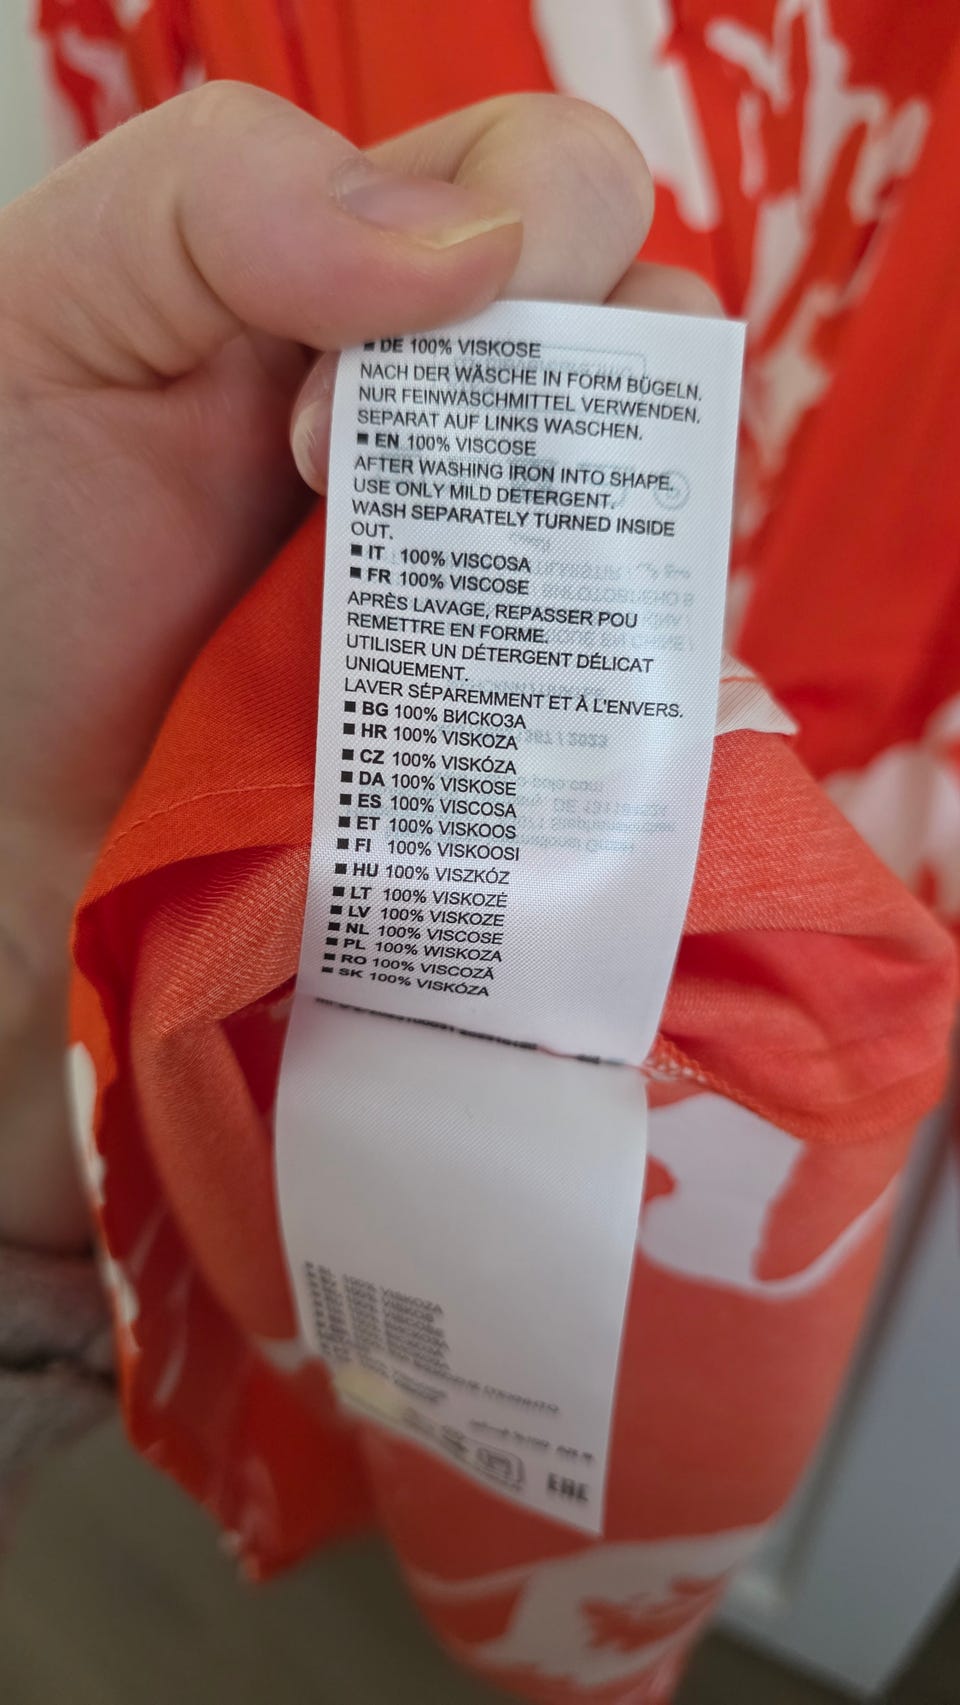 ■ DE 100% VISKOSE
NACH DER WÄSCHE IN FORM BÜGELN.
NUR FEINWASCHMITTEL VERWENDEN.
SEPARAT AUF LINKS WASCHEN.
■ EN 100% VISCOSE
AFTER WASHING IRON INTO SHAPE.
USE ONLY MILD DETERGENT.
WASH SEPARATELY TURNED INSIDE
OUT.
■ IT 100% VISCOSA
■ FR 100% VISCOSE
APRÈS LAVAGE, REPASSER POU
REMETTRE EN FORME.
UTILISER UN DÉTERGENT DÉLICAT
UNIQUEMENT.
LAVER SÉPAREMMENT ET À L'ENVERS.
■ BG 100% ВИСКОЗА
■ HR 100% VISKOZA
■ CZ 100% VISKÓZA
■ DA 100% VISKOSE
■ ES 100% VISCOSA
■ ET 100% VISKOOS
■ FI 100% VISKOOSI
■ HU 100% VISZKÓZ
■ LT 100% VISKOZĖ
■ LV 100% VISKOZE
■ NL 100% VISCOSE
■ PL 100% WISKOZA
■ RO 100% VISCOZĂ
■ SK 100% VISKÓZA